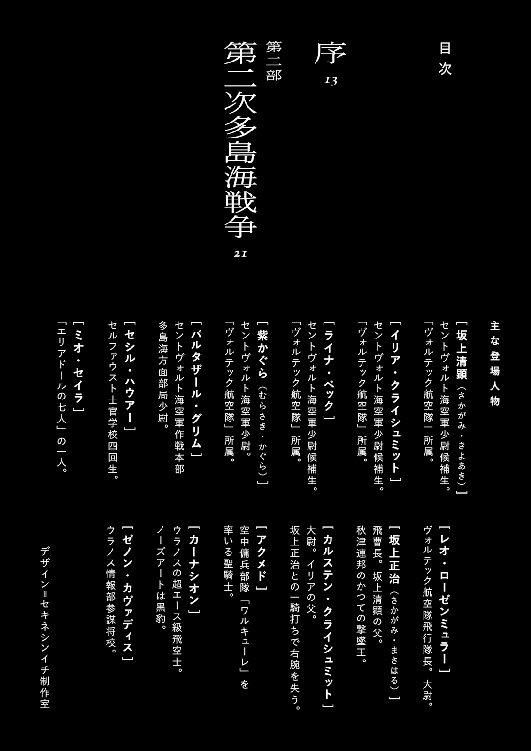 目次
序 13
第二部
第二次多島海戦争 21
主な登場人物
[坂上清顕（さかがみ・きよあき）]
セントヴォルト海空軍少尉候補生。
「ヴォルテック航空隊」所属。
[イリア・クライシュミット]
セントヴォルト海空軍少尉候補生。
「ヴォルテック航空隊」所属。
[ライナ・ベック]
セントヴォルト海空軍少尉候補生。
「ヴォルテック航空隊」所属。
[紫かぐら（むらさき・かぐら）]
セントヴォルト海空軍少尉。
「ヴォルテック航空隊」所属。
[バルタザール・グリム]
セントヴォルト海空軍作戦本部
多島海方面部局少尉。
[セシル・ハウアー]
セルファウスト士官学校四回生。
[ミオ・セイラ]
「エリアドールの七人」の一人。
[レオ・ローゼンミュラー]
ヴォルテック航空隊飛行隊長。大尉。
[坂上正治（さかがみ・まさはる）]
飛曹長。坂上清顕の父。
秋津連邦のかつての撃墜王。
[カルステン・クライシュミット]
大尉。イリアの父。
坂上正治との一騎打ちで右腕を失う。
[アクメド]
空中傭兵部隊「ワルキューレ」を
率いる聖騎士。
[カーナシオン]
ウラノスの超エース級飛空士。
ノーズアートは黒豹。
[ゼノン・カヴァディス]
ウラノス情報部参謀将校。
デザイン＝セキネシンイチ制作室